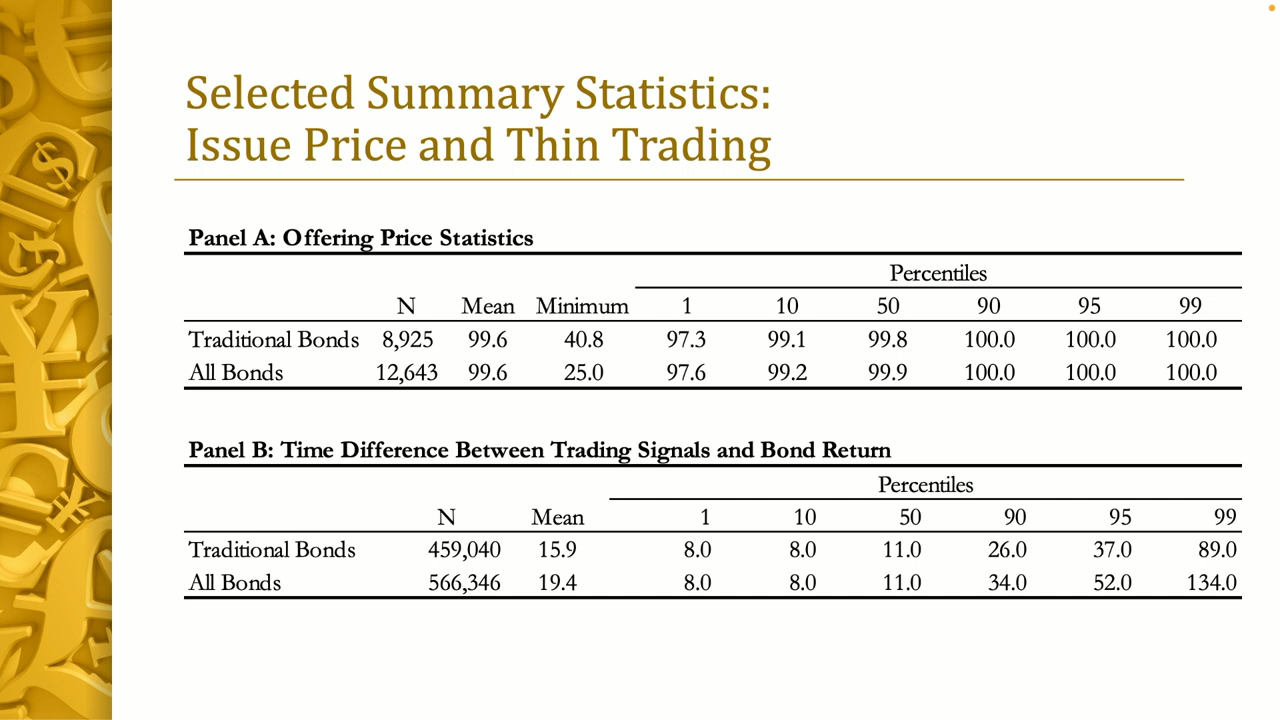 Selected Summary Statistics:
Issue Price and Thin Trading
Panel A: Offering Price Statistics
Percentiles
N Mean Minimum 1 10 50 90 95 99
Traditional Bonds 8,925 99.6 40.8 97.3 99.1 99.8 100.0 100.0 100.0
All Bonds 12,643 99.6 25.0 97.6 99.2 99.9 100.0 100.0 100.0
Panel B: Time Difference Between Trading Signals and Bond Return
Percentiles
N Mean 1 10 50 90 95 99
Traditional Bonds 459,040 15.9 8.0 8.0 11.0 26.0 37.0 89.0
All Bonds 566,346 19.4 8.0 8.0 11.0 34.0 52.0 134.0